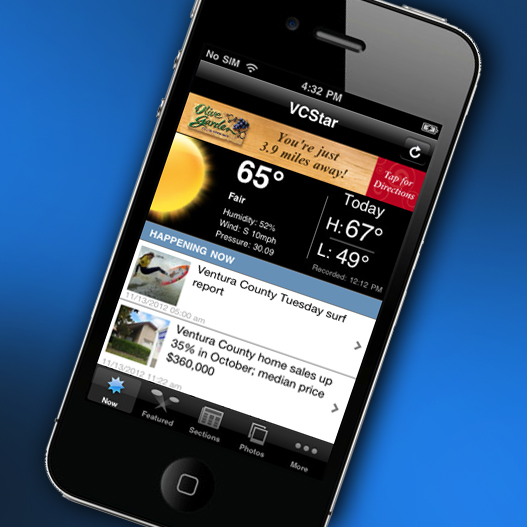 No SIM
4:32 PM
VCStar
Olive
Garden
You're just
3.9 miles away!
Tap for
Directions
65°
Fair
Humidity: 52%
Wind: S 10mph
Pressure: 30.09
Today
H: 67°
L: 49°
Recorded: 12:12 PM
HAPPENING NOW
Ventura County Tuesday surf
report
11/13/2012 05:00 am
Ventura County home sales up
35% in October; median price
$360,000
11/13/2012 11:22 am
Now
Featured
Sections
Photos
More